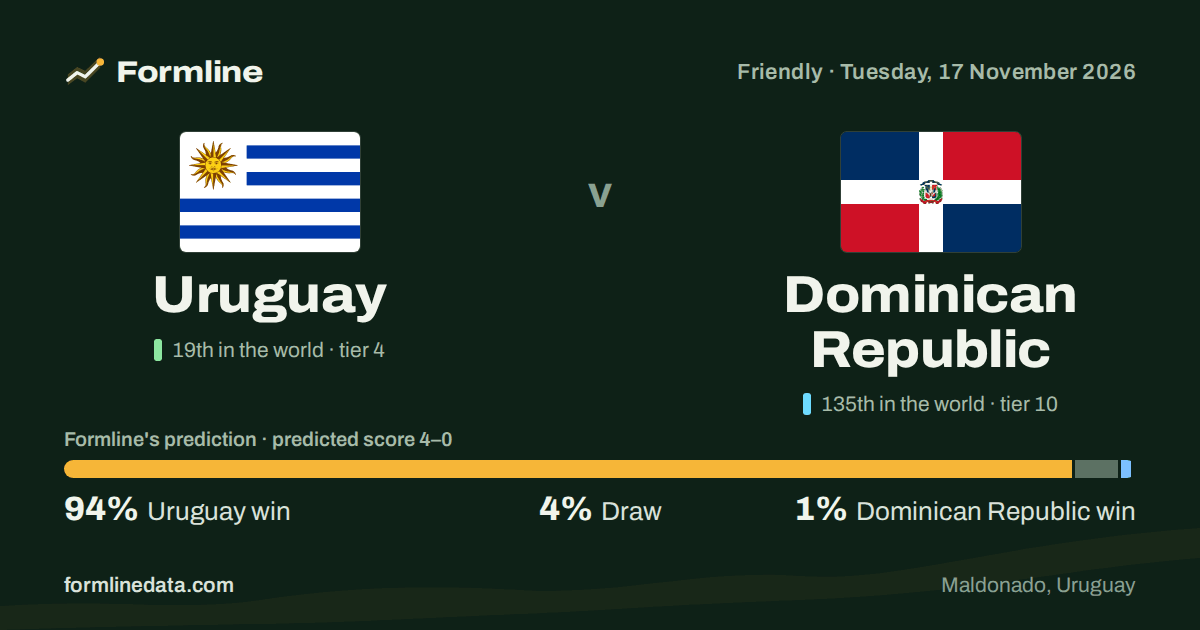 Formline
Friendly · Tuesday, 17 November 2026
v
Uruguay
19th in the world · tier 4
Dominican
Republic
135th in the world · tier 10
Formline's prediction · predicted score 4–0
94% Uruguay win
4% Draw
1% Dominican Republic win
formlinedata.com
Maldonado, Uruguay